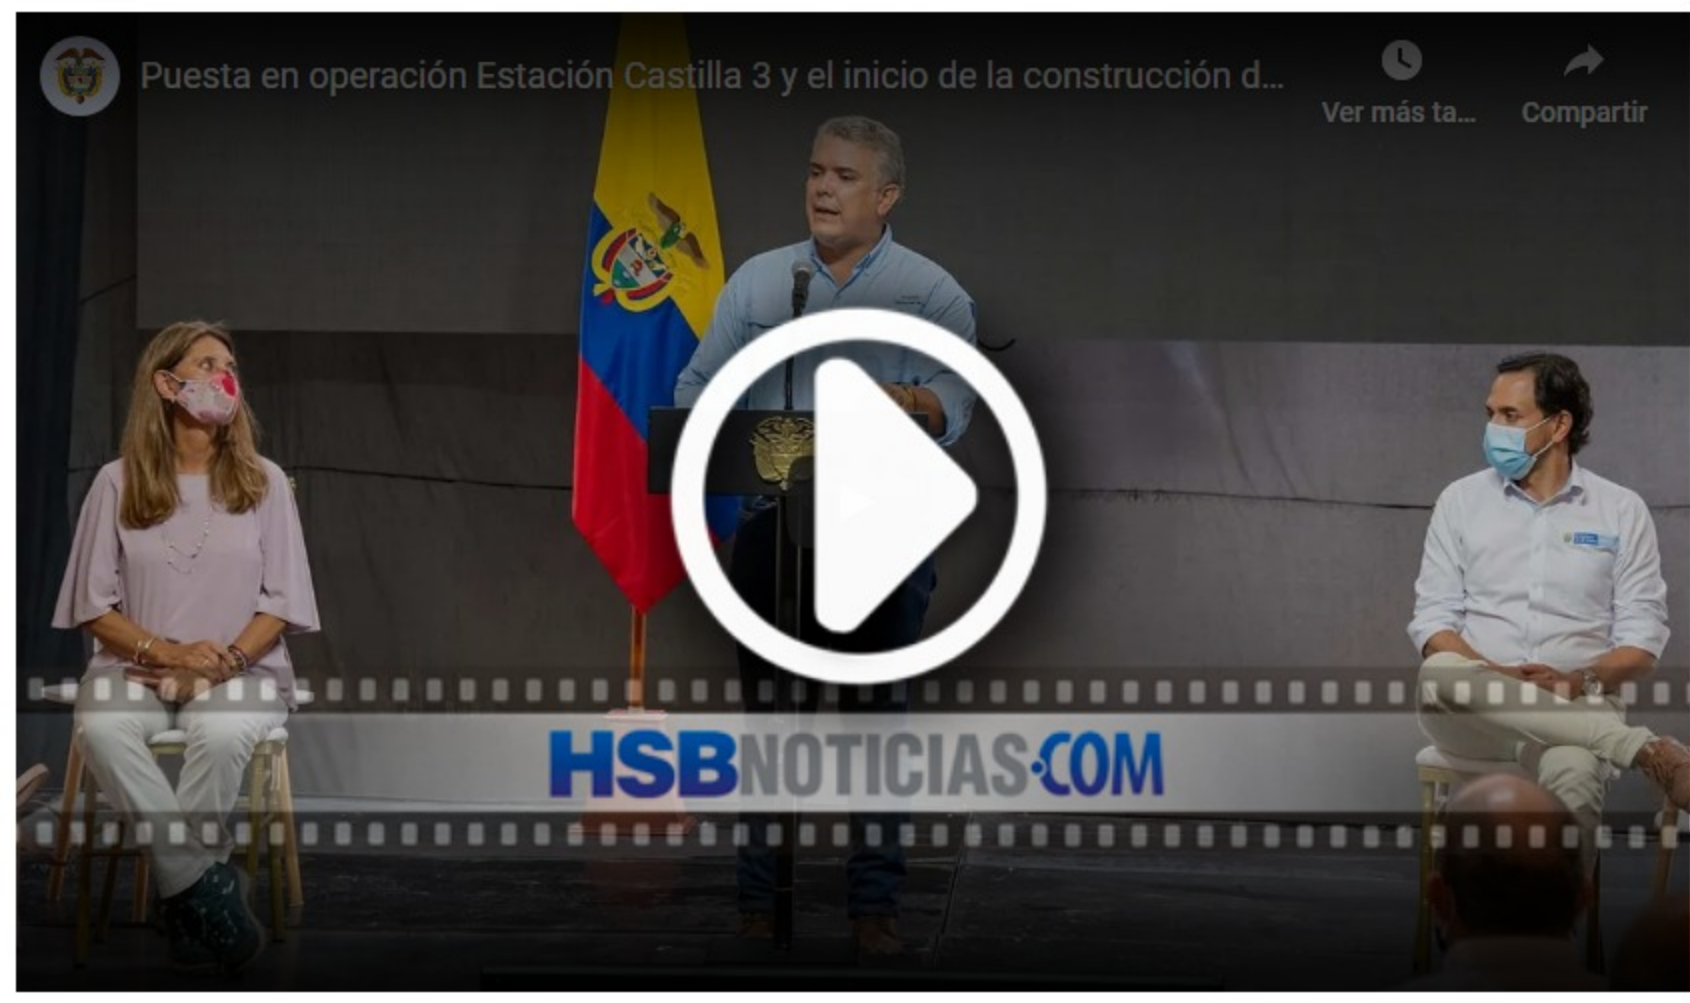 Puesta en operación Estación Castilla 3 y el inicio de la construcción d...
Ver más ta...
Compartir
HSBNOTICIAS.COM